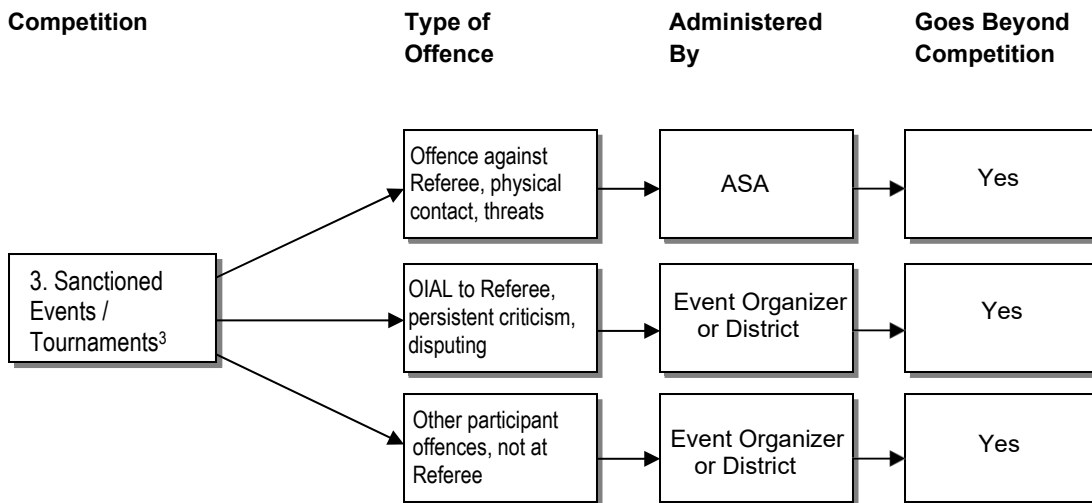 Competition
Type of
Offence
Administered
By
Goes Beyond
Competition
3. Sanctioned
Events /
Tournaments³
Offence against
Referee, physical
contact, threats
ASA
Yes
OIAL to Referee,
persistent criticism,
disputing
Event Organizer
or District
Yes
Other participant
offences, not at
Referee
Event Organizer
or District
Yes